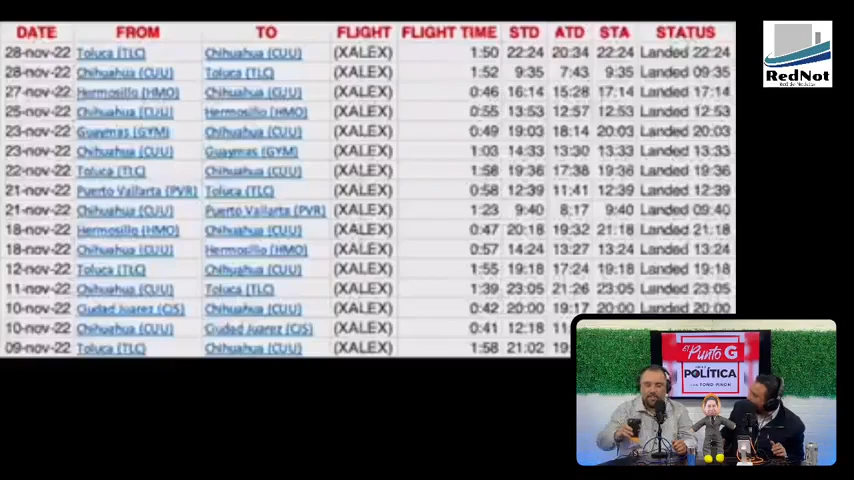 DATE FROM TO FLIGHT FLIGHT TIME STD ATD STA STATUS
28-nov-22 Toluca (TLC) Chihuahua (CUU) (XALEX) 1:50 22:24 20:34 22:24 Landed 22:24
28-nov-22 Chihuahua (CUU) Toluca (TLC) (XALEX) 1:52 9:35 7:43 9:35 Landed 09:35
27-nov-22 Hermosillo (HMO) Chihuahua (CUU) (XALEX) 0:46 16:14 15:28 17:14 Landed 17:14
25-nov-22 Chihuahua (CUU) Hermosillo (HMO) (XALEX) 0:55 13:53 12:57 12:53 Landed 12:53
23-nov-22 Guaymas (GYM) Chihuahua (CUU) (XALEX) 0:49 19:03 18:14 20:03 Landed 20:03
23-nov-22 Chihuahua (CUU) Guaymas (GYM) (XALEX) 1:03 14:33 13:30 13:33 Landed 13:33
22-nov-22 Toluca (TLC) Chihuahua (CUU) (XALEX) 1:58 19:36 17:38 19:36 Landed 19:36
21-nov-22 Puerto Vallarta (PVR) Toluca (TLC) (XALEX) 0:58 12:39 11:41 12:39 Landed 12:39
21-nov-22 Chihuahua (CUU) Puerto Vallarta (PVR) (XALEX) 1:23 9:40 8:17 9:40 Landed 09:40
18-nov-22 Hermosillo (HMO) Chihuahua (CUU) (XALEX) 0:47 20:18 19:32 21:18 Landed 21:18
18-nov-22 Chihuahua (CUU) Hermosillo (HMO) (XALEX) 0:57 14:24 13:27 13:24 Landed 13:24
12-nov-22 Toluca (TLC) Chihuahua (CUU) (XALEX) 1:55 19:18 17:24 19:18 Landed 19:18
11-nov-22 Chihuahua (CUU) Toluca (TLC) (XALEX) 1:39 23:05 21:26 23:05 Landed 23:05
10-nov-22 Ciudad Juarez (CJS) Chihuahua (CUU) (XALEX) 0:42 20:00 19:17 20:00 Landed 20:00
10-nov-22 Chihuahua (CUU) Ciudad Juarez (CJS) (XALEX) 0:41 12:18
09-nov-22 Toluca (TLC) Chihuahua (CUU) (XALEX) 1:58 21:02
RedNot
Red de Noticias
El Punto G
POLÍTICA